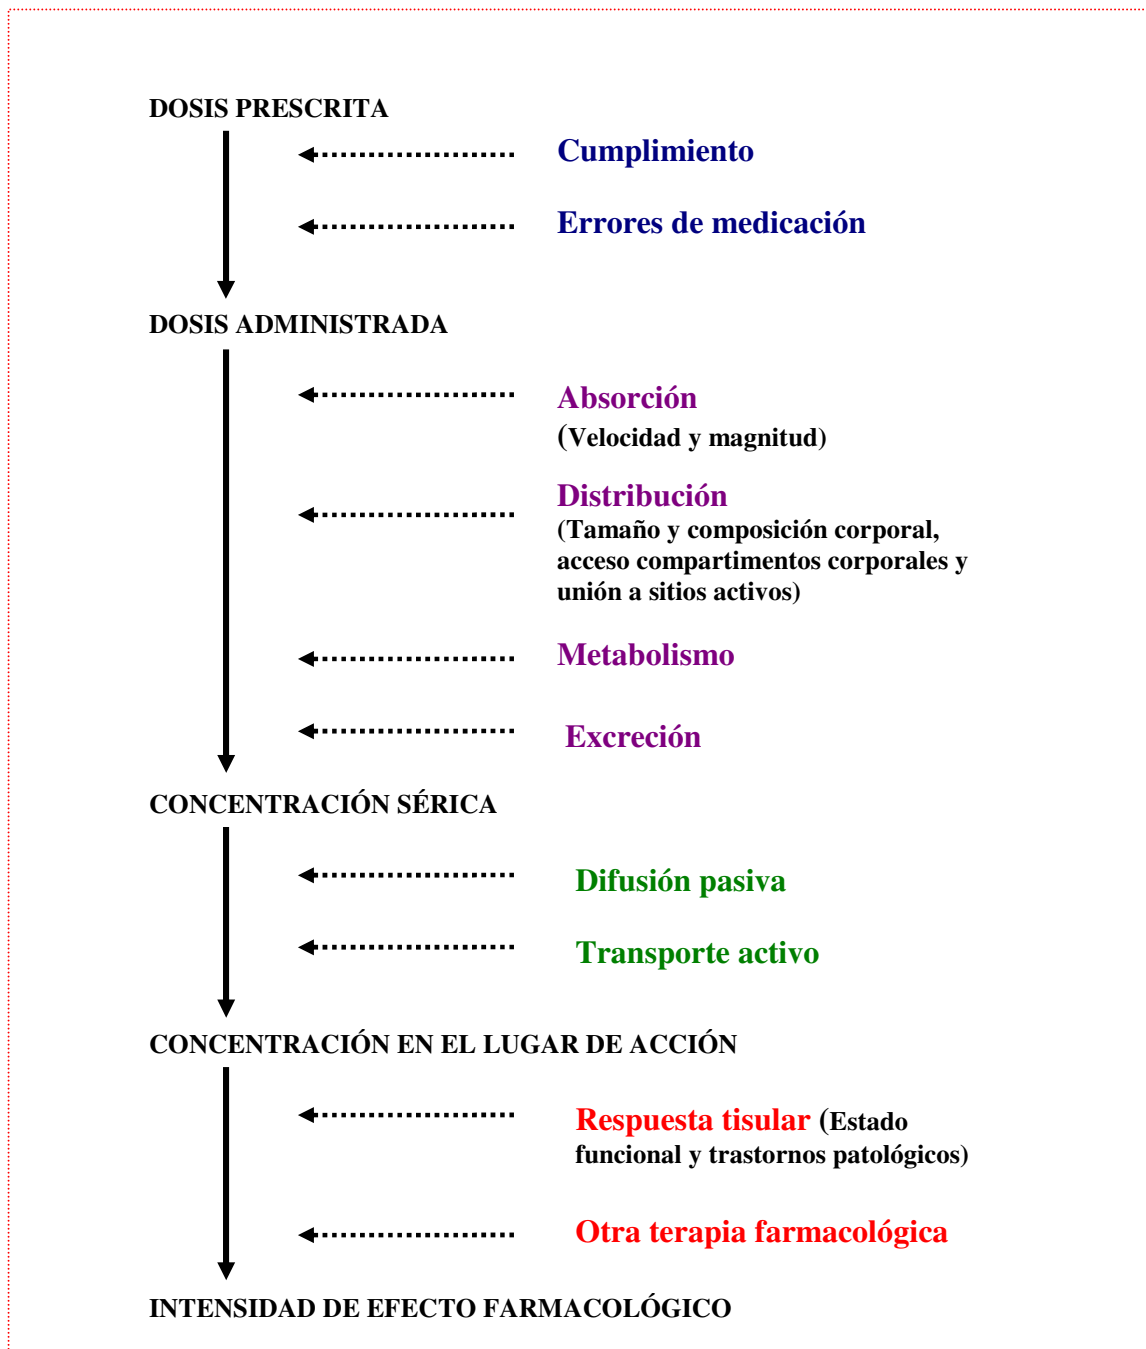 DOSIS PRESCRITA
Cumplimiento
Errores de medicación
DOSIS ADMINISTRADA
Absorción
(Velocidad y magnitud)
Distribución
(Tamaño y composición corporal,
acceso compartimentos corporales y
unión a sitios activos)
Metabolismo
Excreción
CONCENTRACIÓN SÉRICA
Difusión pasiva
Transporte activo
CONCENTRACIÓN EN EL LUGAR DE ACCIÓN
Respuesta tisular (Estado
funcional y trastornos patológicos)
Otra terapia farmacológica
INTENSIDAD DE EFECTO FARMACOLÓGICO